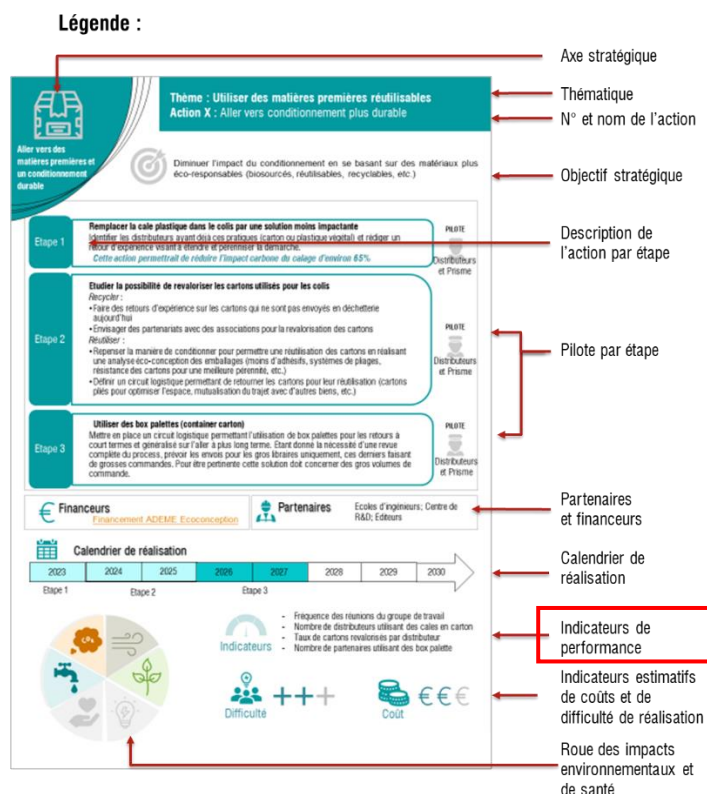 Légende :
Axe stratégique
Thème : Utiliser des matières premières réutilisables
Thématique
Action X : Aller vers conditionnement plus durable
N° et nom de l'action
Aller vers des
matières premières et
un conditionnement
durable
Diminuer l'impact du conditionnement en se basant sur des matériaux plus
éco-responsables (biosourcés, réutilisables, recyclables, etc.)
Objectif stratégique
Etape 1
Remplacer la cale plastique dans le colis par une solution moins impactante
Identifier les distributeurs ayant déjà ces pratiques (carton ou plastique végétal) et rédiger un
retour d'expérience visant à étendre et pérenniser la démarche.
Cette action permettrait de réduire l'impact carbone du calage d'environ 65%
PILOTE
Distributeurs
et Prisme
Description de
l'action par étape
Etape 2
Etudier la possibilité de revaloriser les cartons utilisés pour les colis
Recycler :
•Faire des retours d'expérience sur les cartons qui ne sont pas envoyés en déchetterie
aujourd'hui
•Envisager des partenariats avec des associations pour la revalorisation des cartons
Réutiliser :
•Repenser la manière de conditionner pour permettre une réutilisation des cartons en réalisant
une analyse éco-conception des emballages (moins d'adhésifs, systèmes de pliages,
résistance des cartons pour une meilleure pérennité, etc.)
•Définir un circuit logistique permettant de retourner les cartons pour leur réutilisation (cartons
pliés pour optimiser l'espace, mutualisation du trajet avec d'autres biens, etc.)
PILOTE
Distributeurs
et Prisme
Pilote par étape
Etape 3
Utiliser des box palettes (container carton)
Mettre en place un circuit logistique permettant l'utilisation de box palettes pour les retours à
court termes et généralisé sur l'aller à plus long terme. Etant donné la nécessité d'une revue
complète du process, prévoir les envois pour les gros libraires uniquement, ces derniers faisant
de grosses commandes. Pour être pertinente cette solution doit concerner des gros volumes de
commande.
PILOTE
Distributeurs
et Prisme
Financeurs
Financement ADEME Ecoconception
Partenaires
Ecoles d'ingénieurs; Centre de
R&D; Editeurs
Partenaires
et financeurs
Calendrier de réalisation
2023 2024 2025 2026 2027 2028 2029 2030
Etape 1 Etape 2 Etape 3
Calendrier de
réalisation
CO₂
Indicateurs
- Fréquence des réunions du groupe de travail
- Nombre de distributeurs utilisant des cales en carton
- Taux de cartons revalorisés par distributeur
- Nombre de partenaires utilisant des box palette
Indicateurs de
performance
Difficulté
+++
Coût
€€€
Indicateurs estimatifs
de coûts et de
difficulté de réalisation
Roue des impacts
environnementaux et
de santé